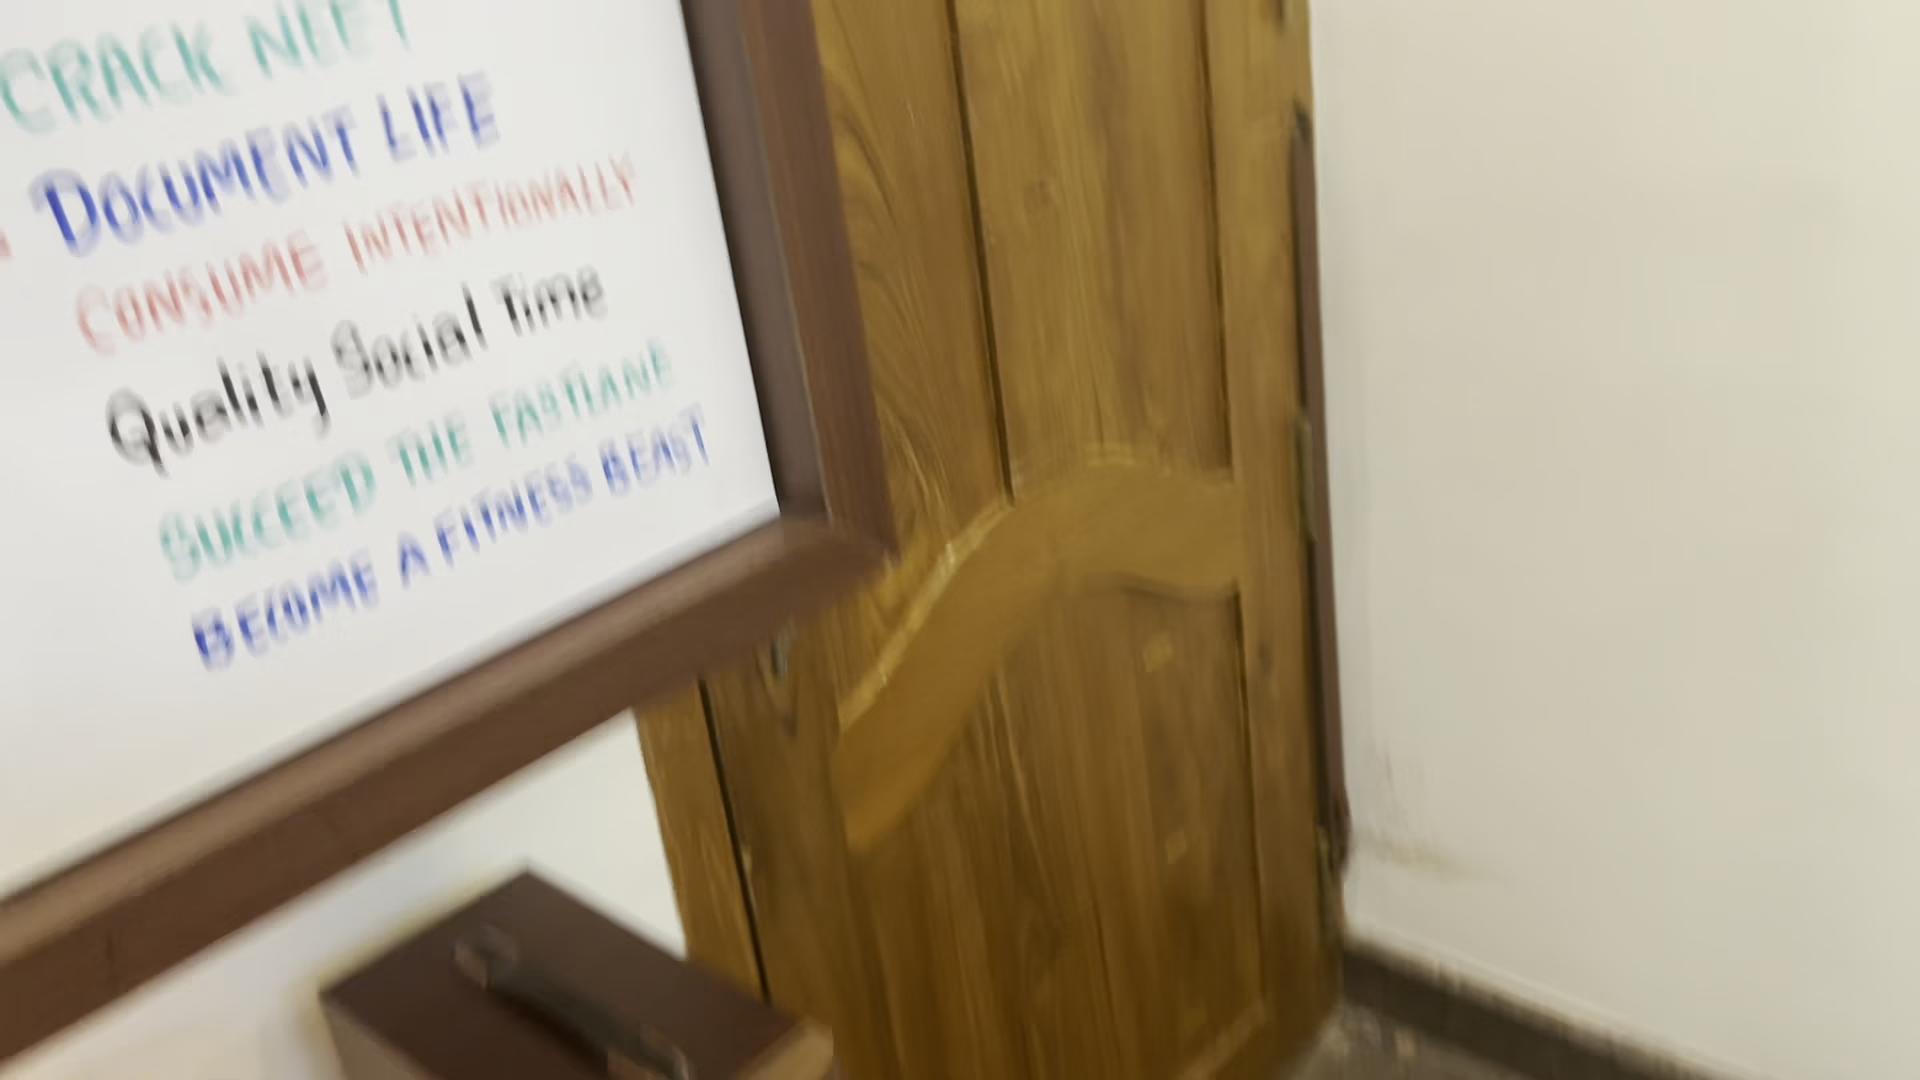 CRACK NEET
DOCUMENT LIFE
CONSUME INTENTIONALLY
Quality Social Time
SUCCEED THE FASTLANE
BECOME A FITNESS BEAST